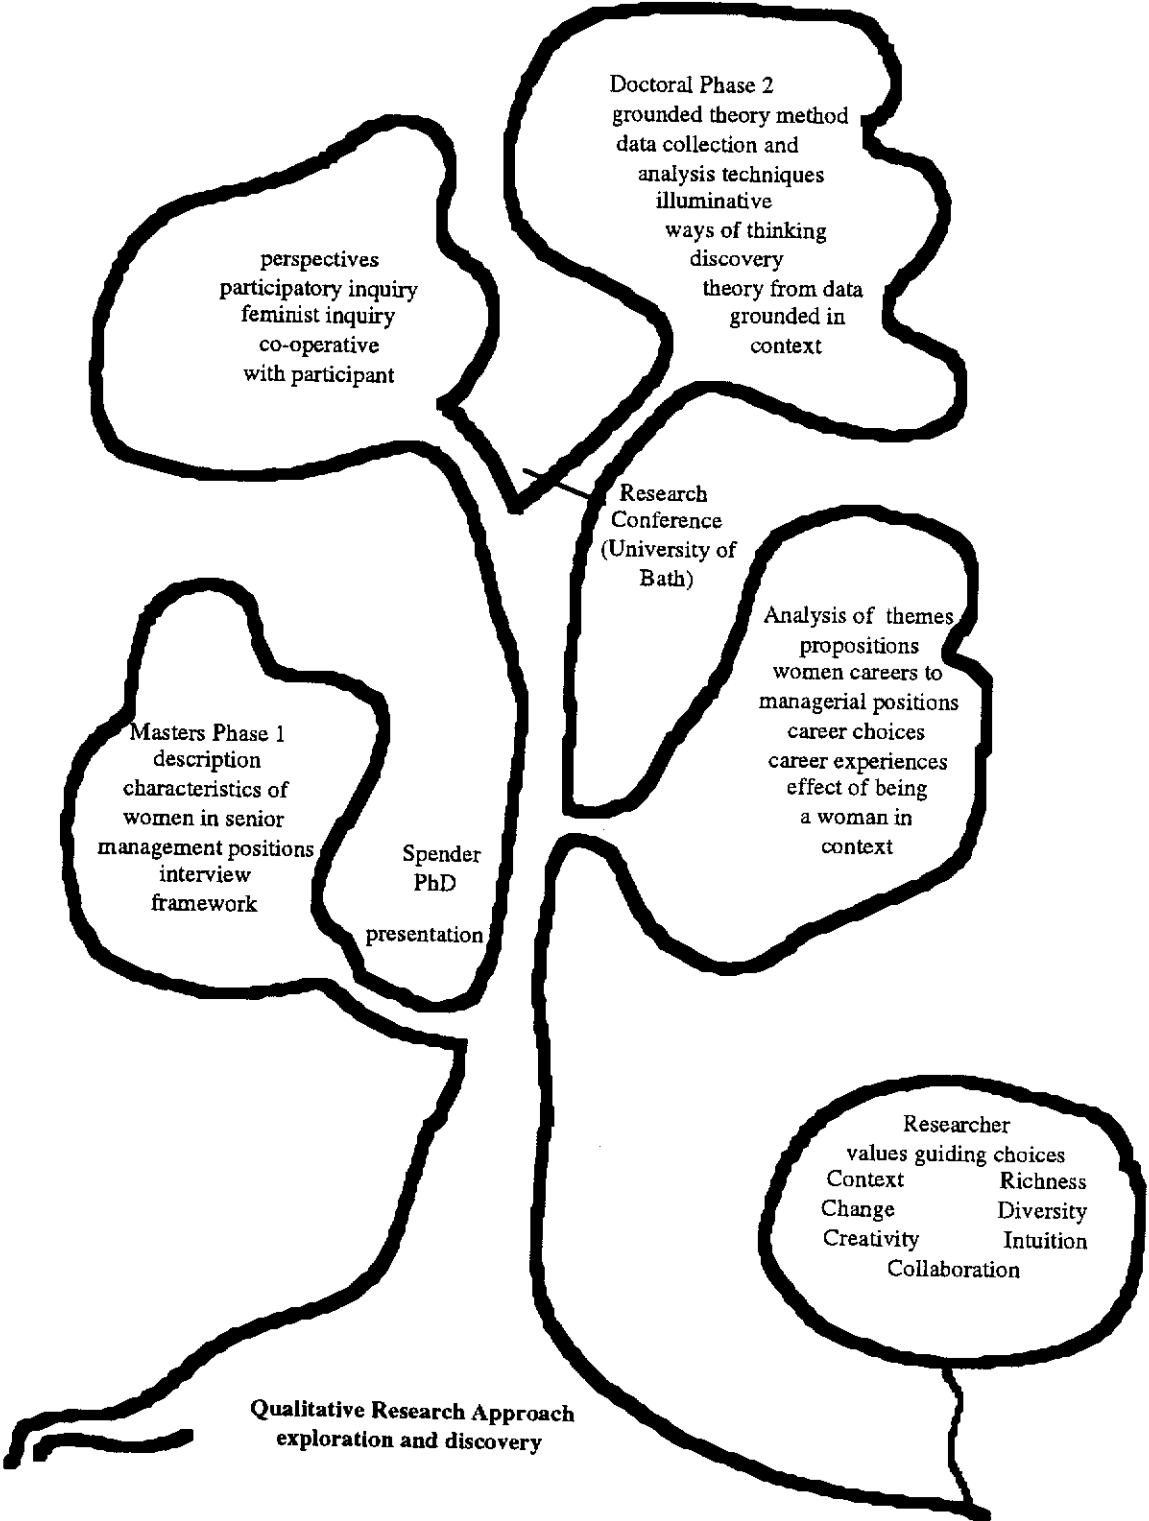 Doctoral Phase 2
grounded theory method
data collection and
analysis techniques
illuminative
ways of thinking
discovery
theory from data
grounded in
context
perspectives
participatory inquiry
feminist inquiry
co-operative
with participant
Research
Conference
(University of
Bath)
Analysis of themes
propositions
women careers to
managerial positions
career choices
career experiences
effect of being
a woman in
context
Masters Phase 1
description
characteristics of
women in senior
management positions
interview
framework
Spender
PhD
presentation
Researcher
values guiding choices
Context Richness
Change Diversity
Creativity Intuition
Collaboration
Qualitative Research Approach
exploration and discovery